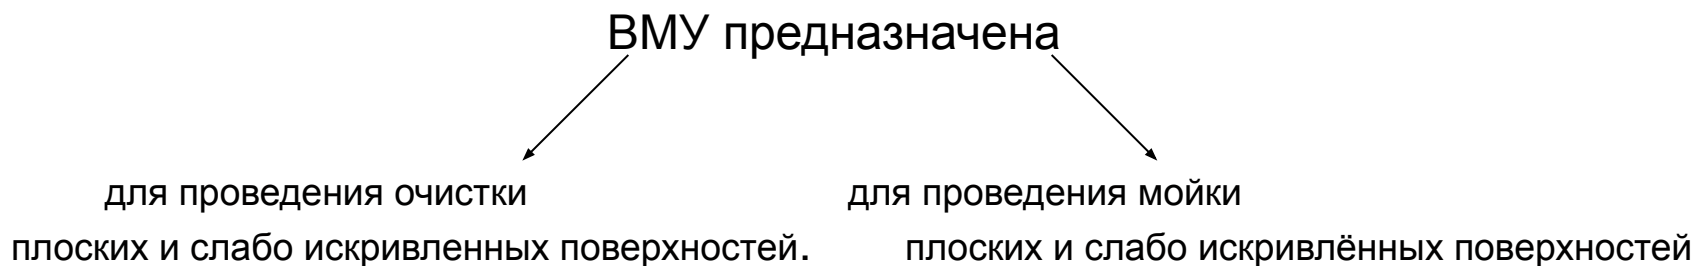 ВМУ предназначена
для проведения очистки
плоских и слабо искривленных поверхностей.
для проведения мойки
плоских и слабо искривлённых поверхностей